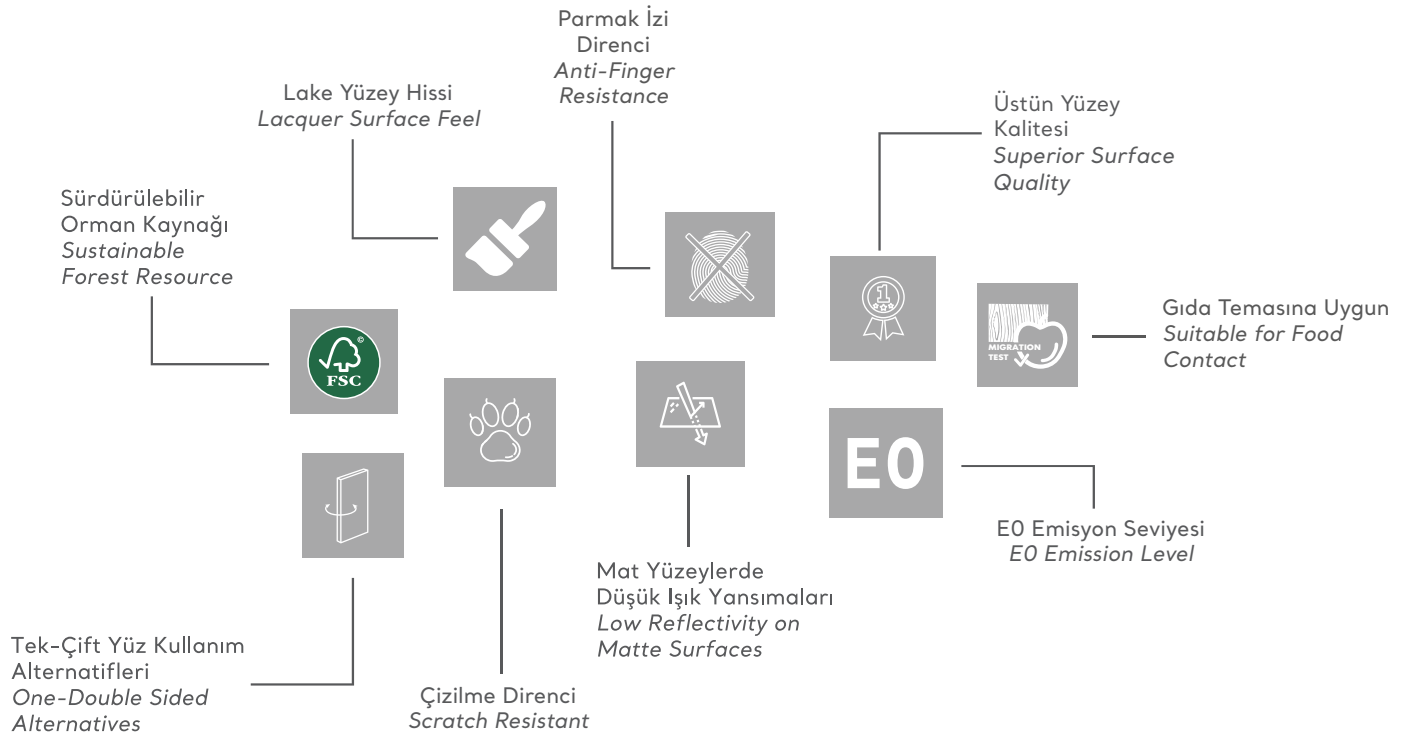 Parmak İzi
Direnci
Anti-Finger
Resistance
Lake Yüzey Hissi
Lacquer Surface Feel
Üstün Yüzey
Kalitesi
Superior Surface
Quality
Sürdürülebilir
Orman Kaynağı
Sustainable
Forest Resource
1
MIGRATION
TEST
Gıda Temasına Uygun
Suitable for Food
Contact
©
FSC
E0
E0 Emisyon Seviyesi
E0 Emission Level
Mat Yüzeylerde
Düşük Işık Yansımaları
Low Reflectivity on
Matte Surfaces
Tek-Çift Yüz Kullanım
Alternatifleri
One-Double Sided
Alternatives
Çizilme Direnci
Scratch Resistant